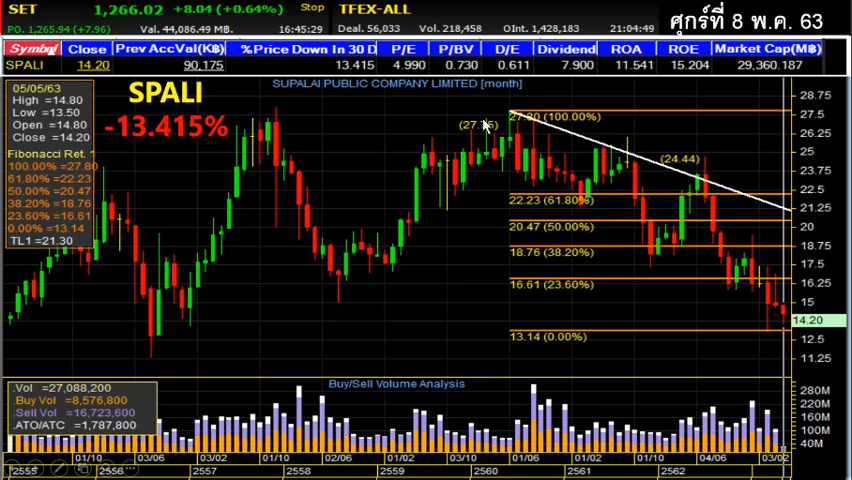 SET 1,266.02 +8.04 (+0.64%) Stop TFEX-ALL ศุกร์ที่ 8 พ.ค. 63
PO. 1,265.94 (+7.96) Val. 44,086.49 M฿. 16:45:29 Deal. 56,033 Vol. 218,458 OI. 1,428,183 21:04:49
Symbol Close Prev AccVal(K฿) %Price Down In 30 D P/E P/BV D/E Dividend ROA ROE Market Cap(M฿)
SPALI 14.20 90,175 13.415 4.990 0.730 0.611 7.900 11.541 15.204 29,360.187
SUPALAI PUBLIC COMPANY LIMITED [month]
05/05/63
High =14.80
Low =13.50
Open =14.80
Close =14.20
Fibonacci Ret. 1
100.00% =27.80
61.80% =22.23
50.00% =20.47
38.20% =18.76
23.60% =16.61
0.00% =13.14
TL1 =21.30
SPALI
-13.415%
27.80 (100.00%)
(24.44)
22.23 (61.80%)
20.47 (50.00%)
18.76 (38.20%)
16.61 (23.60%)
13.14 (0.00%)
28.75
27.5
26.25
25
23.75
22.5
21.25
20
18.75
17.5
16.25
15
14.20
12.5
11.25
Buy/Sell Volume Analysis
.Vol =27,088,200
.Buy Vol =8,576,800
.Sell Vol =16,723,600
.ATO/ATC =1,787,800
280M
220M
160M
100M
40M
01/10 03/06 03/02 01/10 02/06 01/02 03/10 01/06 01/02 01/10 04/06 03/02
2555 2556 2557 2558 2559 2560 2561 2562